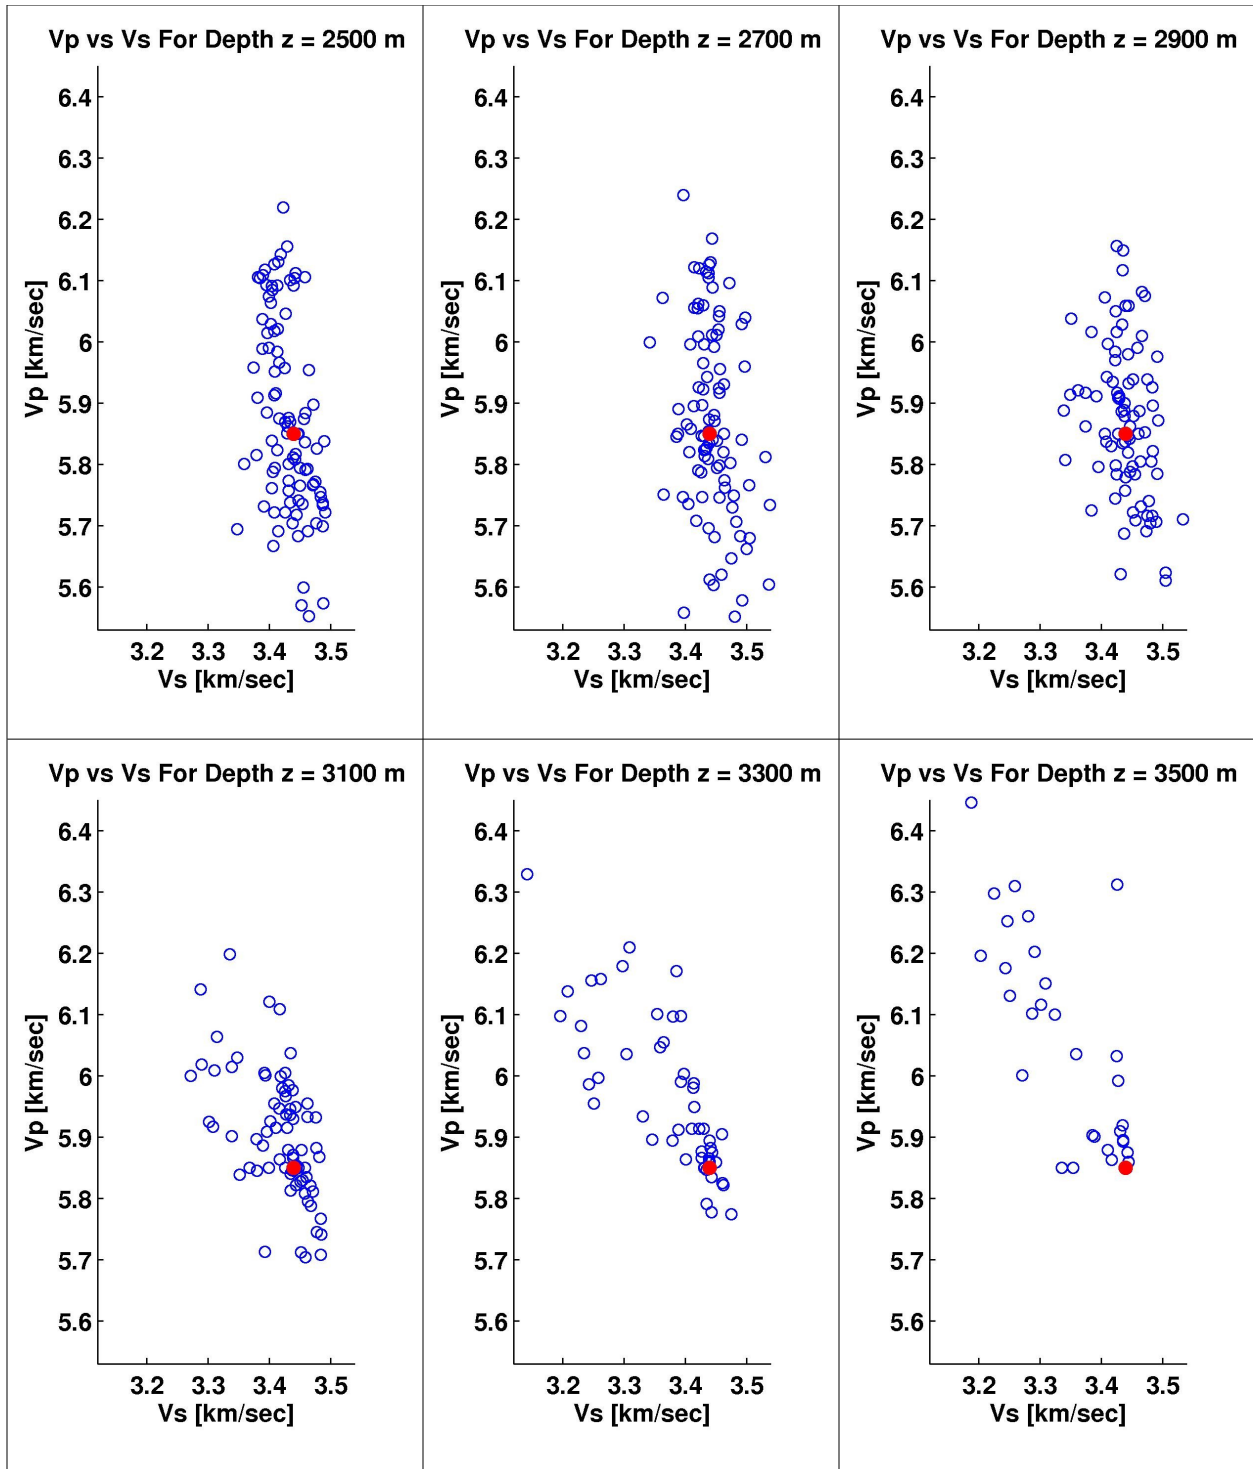 Vp vs Vs For Depth z = 2500 m
6.4
6.3
6.2
6.1
6
5.9
5.8
5.7
5.6
Vp [km/sec]
3.2 3.3 3.4 3.5
Vs [km/sec]
Vp vs Vs For Depth z = 2700 m
6.4
6.3
6.2
6.1
6
5.9
5.8
5.7
5.6
Vp [km/sec]
3.2 3.3 3.4 3.5
Vs [km/sec]
Vp vs Vs For Depth z = 2900 m
6.4
6.3
6.2
6.1
6
5.9
5.8
5.7
5.6
Vp [km/sec]
3.2 3.3 3.4 3.5
Vs [km/sec]
Vp vs Vs For Depth z = 3100 m
6.4
6.3
6.2
6.1
6
5.9
5.8
5.7
5.6
Vp [km/sec]
3.2 3.3 3.4 3.5
Vs [km/sec]
Vp vs Vs For Depth z = 3300 m
6.4
6.3
6.2
6.1
6
5.9
5.8
5.7
5.6
Vp [km/sec]
3.2 3.3 3.4 3.5
Vs [km/sec]
Vp vs Vs For Depth z = 3500 m
6.4
6.3
6.2
6.1
6
5.9
5.8
5.7
5.6
Vp [km/sec]
3.2 3.3 3.4 3.5
Vs [km/sec]